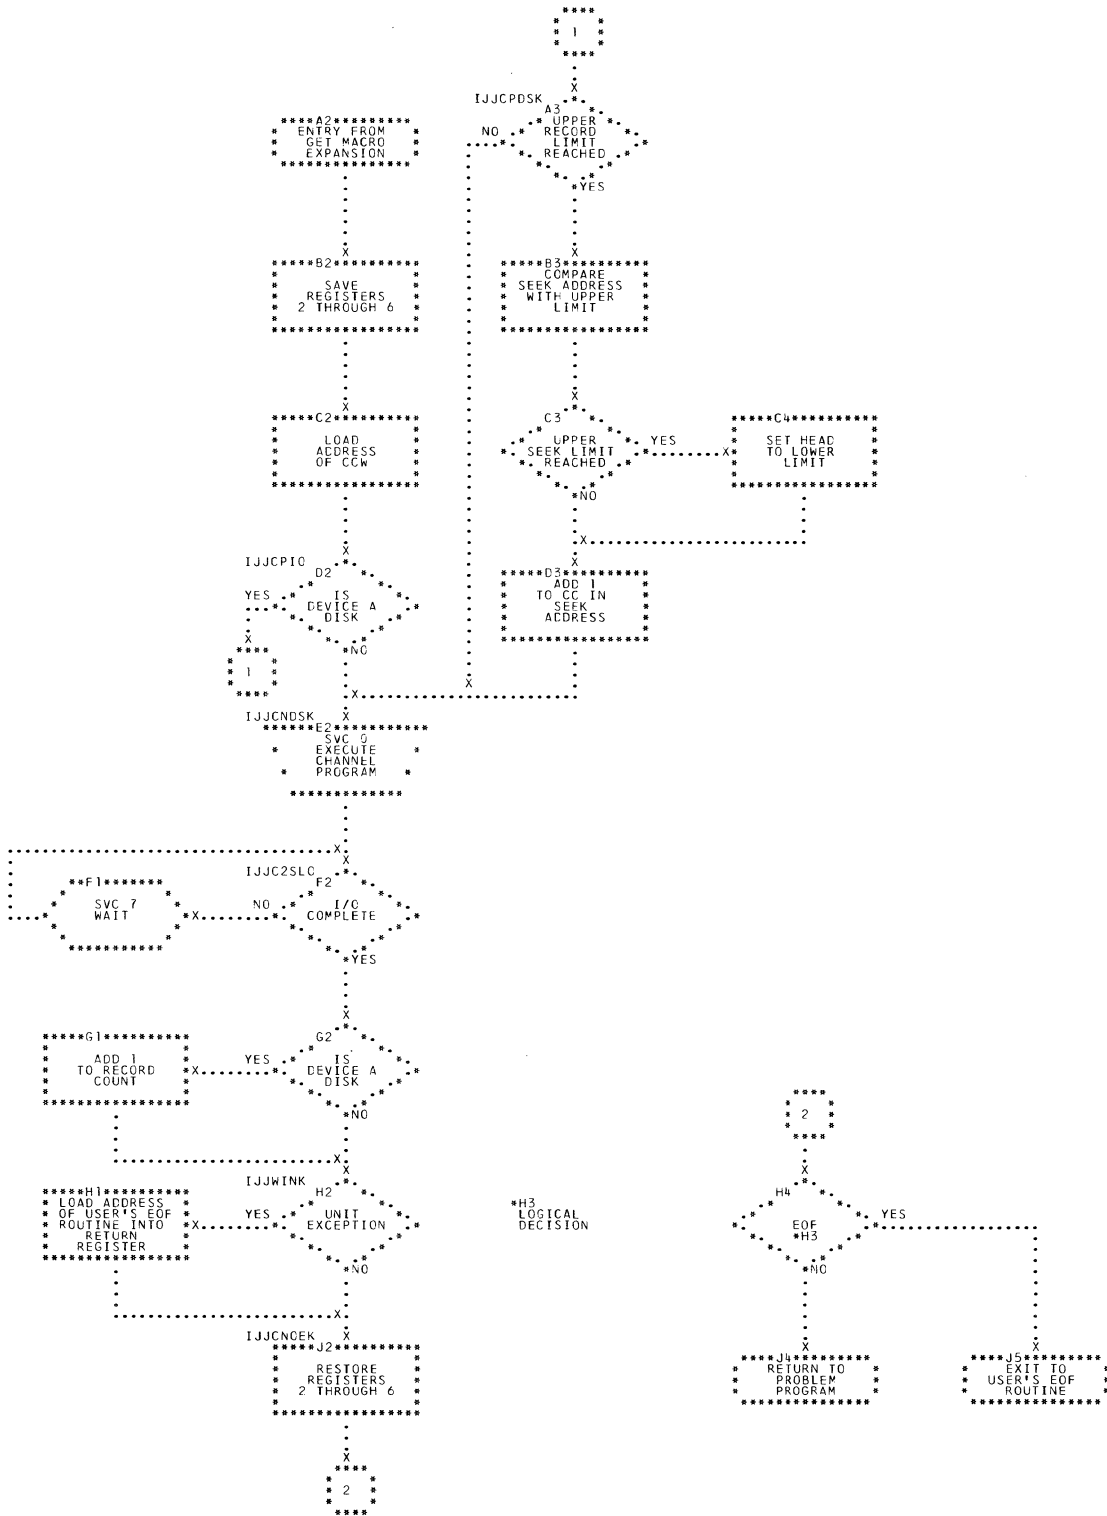 1
IJJCPDSK
A3
UPPER
RECORD
LIMIT
REACHED
NO
YES
A2
ENTRY FROM
GET MACRO
EXPANSION
B2
SAVE
REGISTERS
2 THROUGH 6
B3
COMPARE
SEEK ADDRESS
WITH UPPER
LIMIT
C2
LOAD
ADDRESS
OF CCW
C3
UPPER
SEEK LIMIT
REACHED
YES
NO
C4
SET HEAD
TO LOWER
LIMIT
IJJCPIO
D2
IS
DEVICE A
DISK
YES
NO
1
D3
ADD 1
TO CC IN
SEEK
ADDRESS
IJJCNDSK
E2
SVC 0
EXECUTE
CHANNEL
PROGRAM
IJJC2SLO
F2
I/O
COMPLETE
NO
YES
F1
SVC 7
WAIT
G1
ADD 1
TO RECORD
COUNT
G2
IS
DEVICE A
DISK
YES
NO
2
IJJWINK
H1
LOAD ADDRESS
OF USER'S EOF
ROUTINE INTO
RETURN
REGISTER
YES
H2
UNIT
EXCEPTION
NO
*H3
LOGICAL
DECISION
H4
EOF
*H3
YES
NO
IJJCNOEK
J2
RESTORE
REGISTERS
2 THROUGH 6
J4
RETURN TO
PROBLEM
PROGRAM
J5
EXIT TO
USER'S EOF
ROUTINE
2